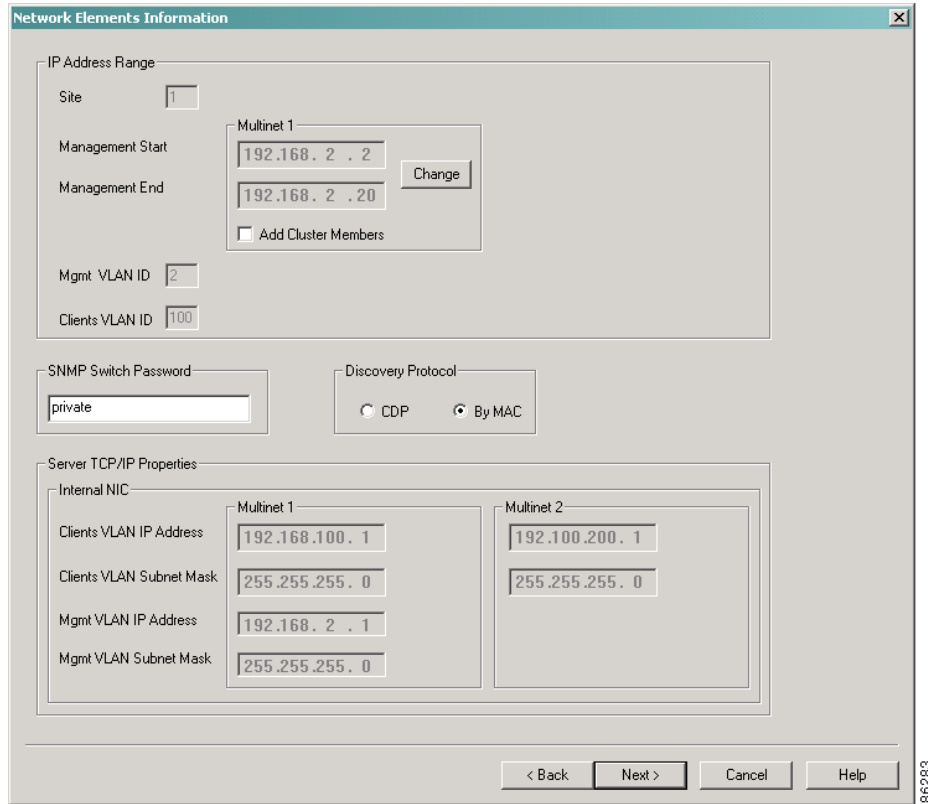 Network Elements Information
IP Address Range
Site 1
Multinet 1
Management Start 192.168. 2 . 2
Change
Management End 192.168. 2 .20
Add Cluster Members
Mgmt VLAN ID 2
Clients VLAN ID 100
SNMP Switch Password
private
Discovery Protocol
CDP By MAC
Server TCP/IP Properties
Internal NIC
Multinet 1 Multinet 2
Clients VLAN IP Address 192.168.100. 1 192.100.200. 1
Clients VLAN Subnet Mask 255.255.255. 0 255.255.255. 0
Mgmt VLAN IP Address 192.168. 2 . 1
Mgmt VLAN Subnet Mask 255.255.255. 0
< Back Next > Cancel Help
86283